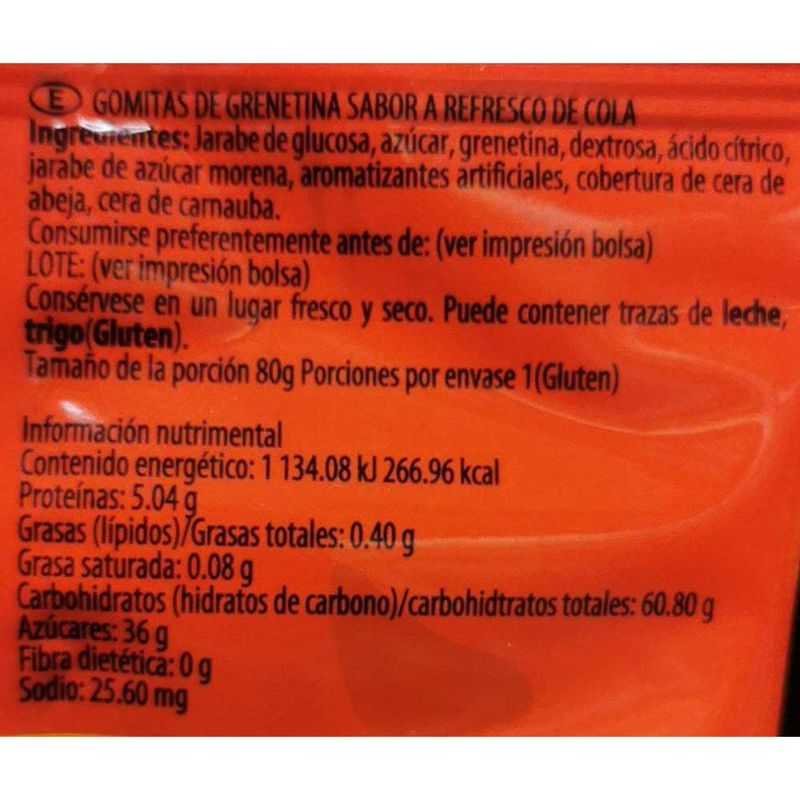 E GOMITAS DE GRENETINA SABOR A REFRESCO DE COLA
Ingredientes: Jarabe de glucosa, azúcar, grenetina, dextrosa, ácido cítrico,
jarabe de azúcar morena, aromatizantes artificiales, cobertura de cera de
abeja, cera de carnauba.
Consumirse preferentemente antes de: (ver impresión bolsa)
LOTE: (ver impresión bolsa)
Consérvese en un lugar fresco y seco. Puede contener trazas de leche,
trigo(Gluten).
Tamaño de la porción 80g Porciones por envase 1(Gluten)
Información nutrimental
Contenido energético: 1 134.08 kJ 266.96 kcal
Proteínas: 5.04 g
Grasas (lípidos)/Grasas totales: 0.40 g
Grasa saturada: 0.08 g
Carbohidratos (hidratos de carbono)/carbohidtratos totales: 60.80 g
Azúcares: 36 g
Fibra dietética: 0 g
Sodio: 25.60 mg